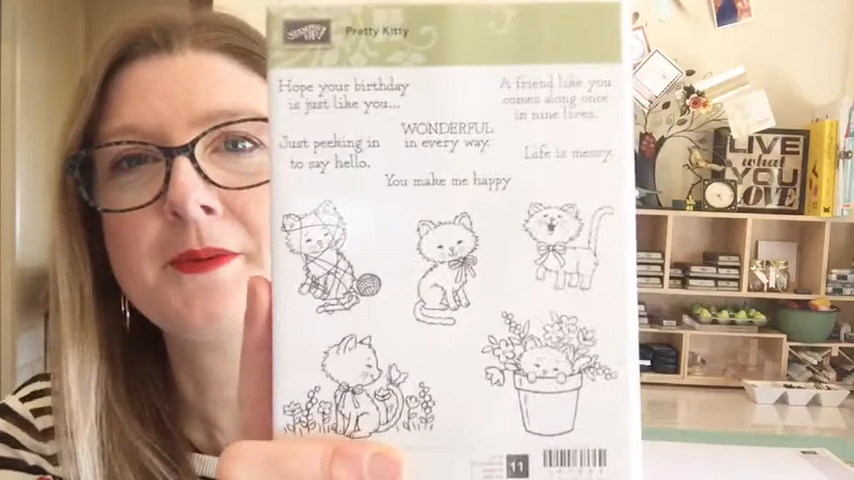 STAMPIN' UP!
Pretty Kitty
Hope your birthday
is just like you...
A friend like you
comes along once
in nine lives.
WONDERFUL
in every way.
Just peeking in
to say hello.
Life is messy.
You make me happy
LIVE
what
you
LOVE
11